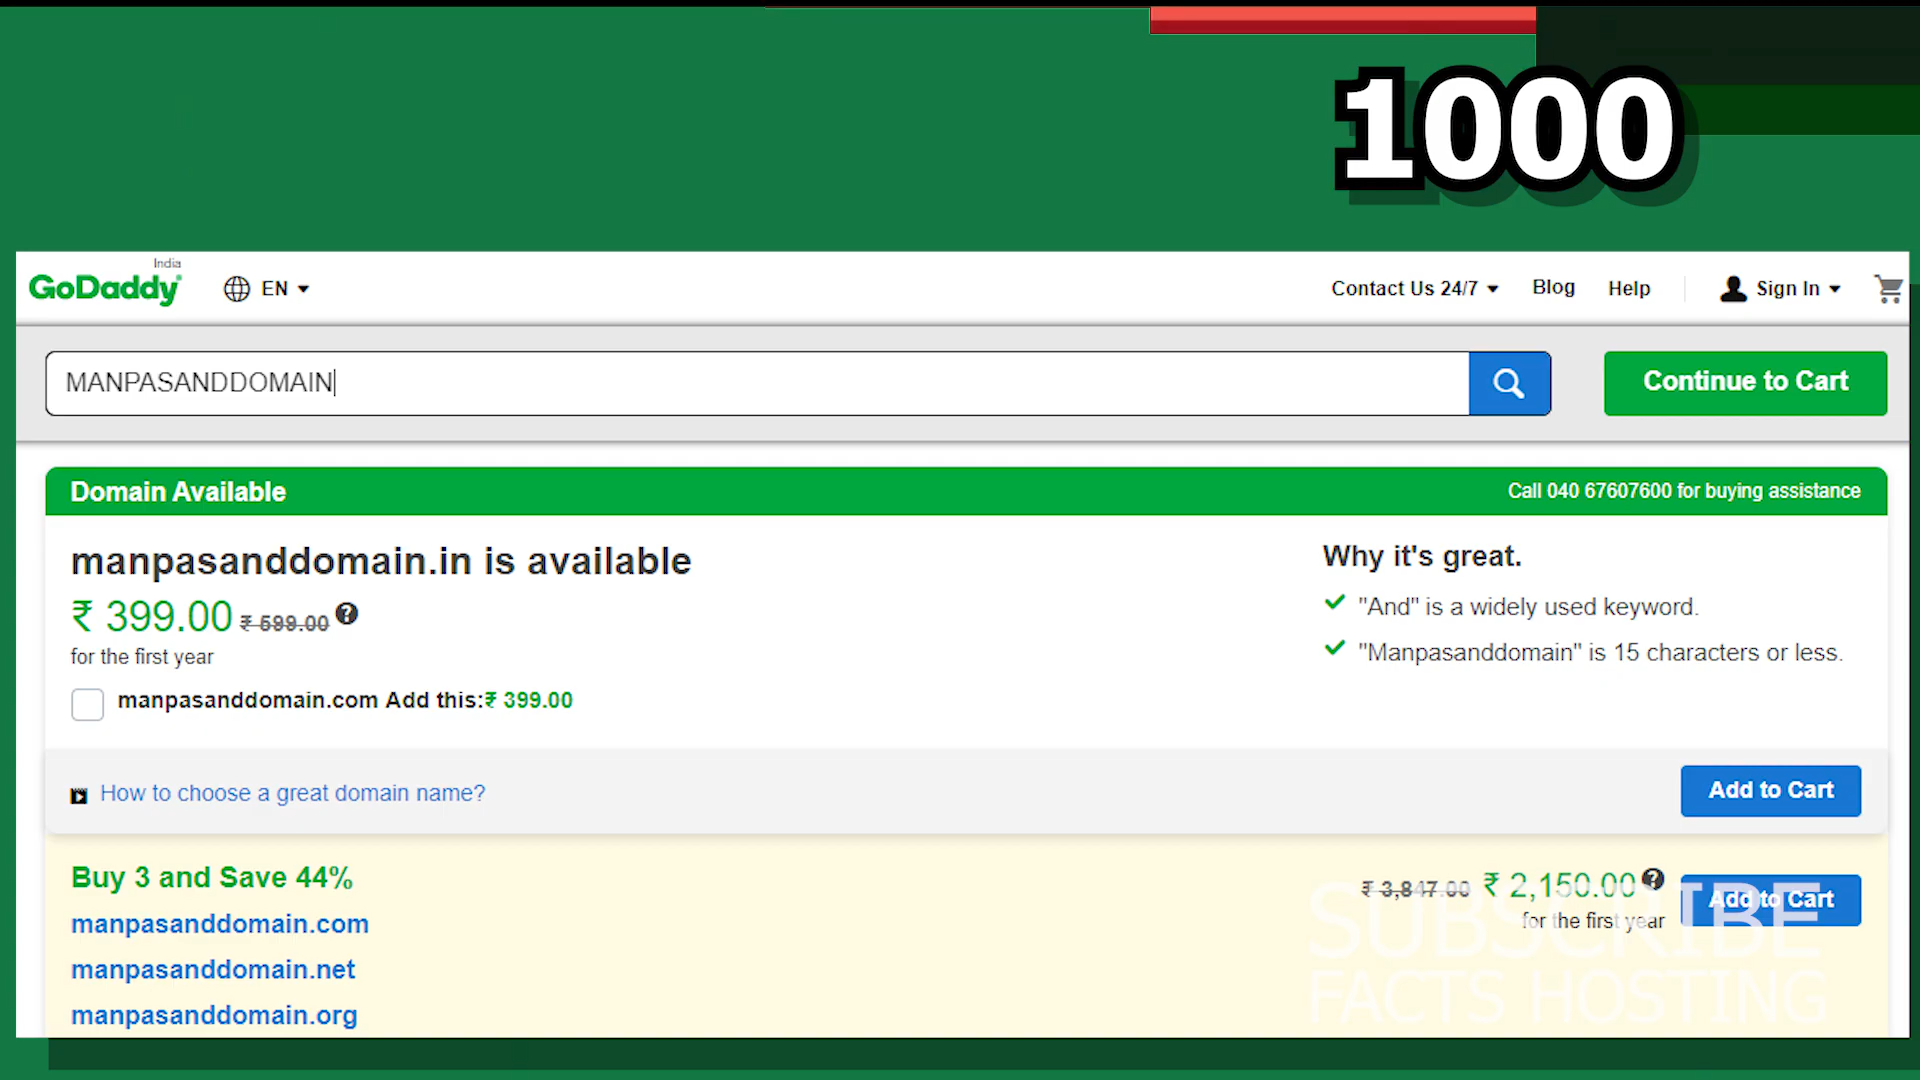 1000
India
GoDaddy
EN
Contact Us 24/7
Blog
Help
Sign In
MANPASANDDOMAIN
Continue to Cart
Domain Available
Call 040 67607600 for buying assistance
manpasanddomain.in is available
₹ 399.00 ₹ 599.00 ?
for the first year
manpasanddomain.com Add this:₹ 399.00
Why it's great.
"And" is a widely used keyword.
"Manpasanddomain" is 15 characters or less.
How to choose a great domain name?
Add to Cart
Buy 3 and Save 44%
₹ 3,847.00 ₹ 2,150.00 ?
for the first year
Add to Cart
manpasanddomain.com
manpasanddomain.net
manpasanddomain.org
SUBSCRIBE
FACTS HOSTING